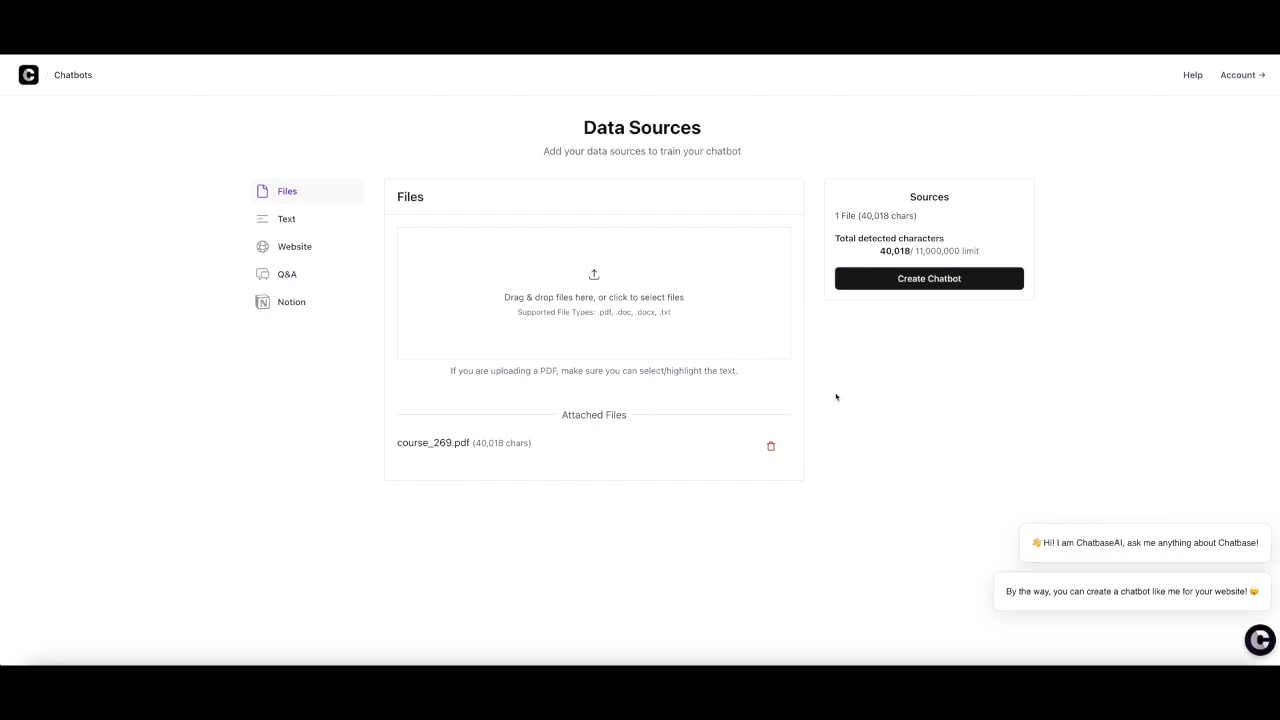 Chatbots
Help
Account →
Data Sources
Add your data sources to train your chatbot
Files
Text
Website
Q&A
Notion
Files
Drag & drop files here, or click to select files
Supported File Types: .pdf, .doc, .docx, .txt
If you are uploading a PDF, make sure you can select/highlight the text.
Attached Files
course_269.pdf (40,018 chars)
Sources
1 File (40,018 chars)
Total detected characters
40,018/ 11,000,000 limit
Create Chatbot
👋 Hi! I am ChatbaseAI, ask me anything about Chatbase!
By the way, you can create a chatbot like me for your website! 😮